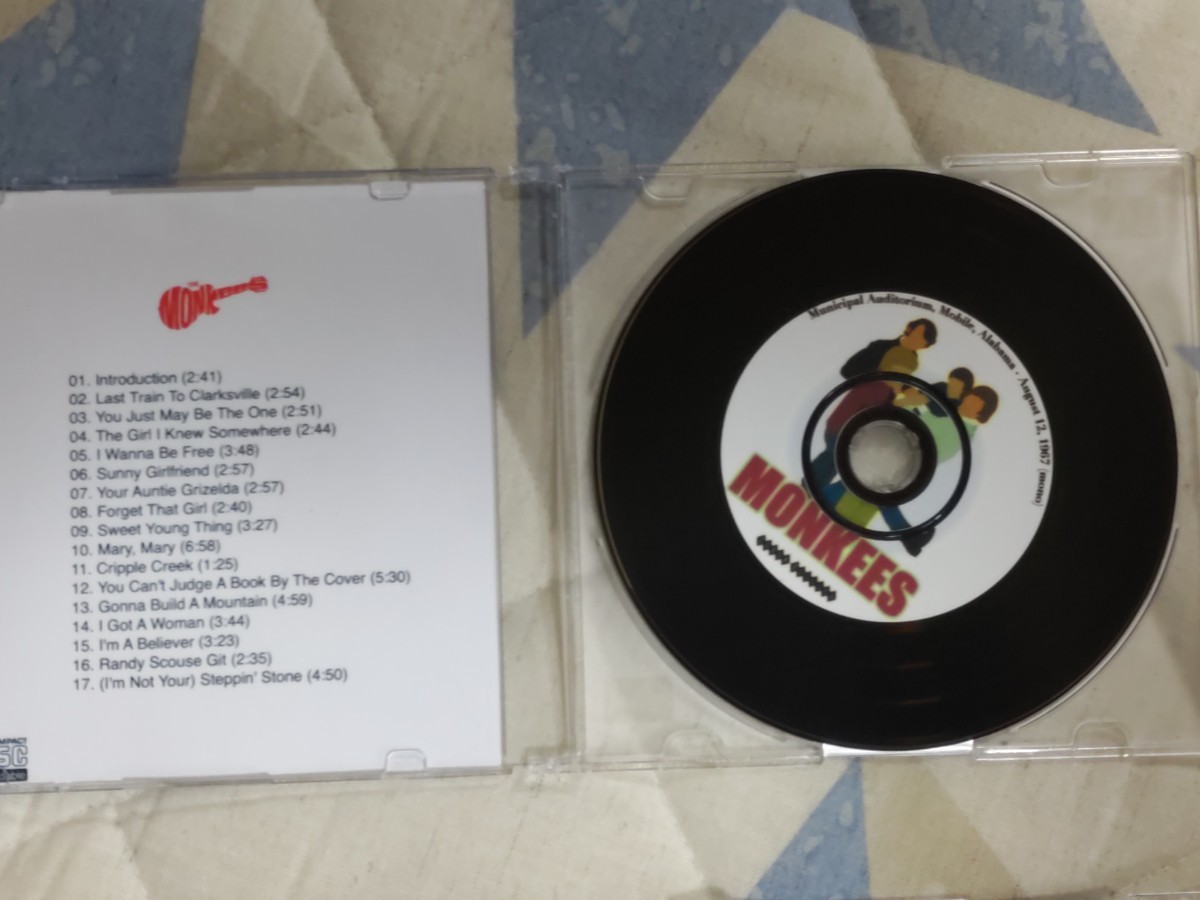 THE
MONKEES
01. Introduction (2:41)
02. Last Train To Clarksville (2:54)
03. You Just May Be The One (2:51)
04. The Girl I Knew Somewhere (2:44)
05. I Wanna Be Free (3:48)
06. Sunny Girlfriend (2:57)
07. Your Auntie Grizelda (2:57)
08. Forget That Girl (2:40)
09. Sweet Young Thing (3:27)
10. Mary, Mary (6:58)
11. Cripple Creek (1:25)
12. You Can't Judge A Book By The Cover (5:30)
13. Gonna Build A Mountain (4:59)
14. I Got A Woman (3:44)
15. I'm A Believer (3:23)
16. Randy Scouse Git (2:35)
17. (I'm Not Your) Steppin' Stone (4:50)
Municipal Auditorium, Mobile, Alabama - August 12, 1967 (mono)
MONKEES